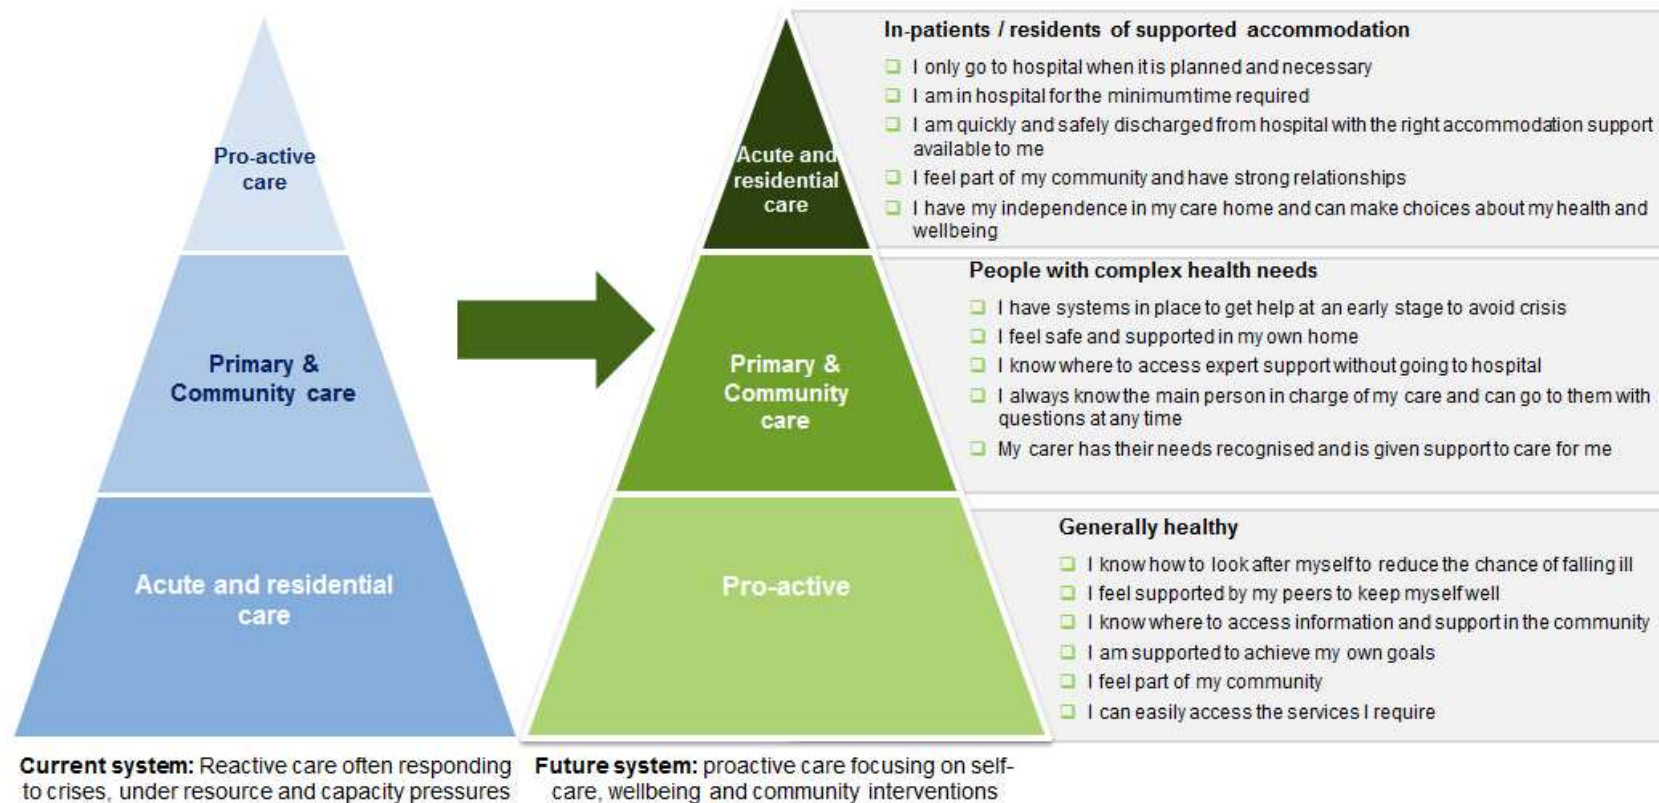 Pro-active
care
Primary &
Community care
Acute and residential
care
Current system: Reactive care often responding
to crises, under resource and capacity pressures
Acute and
residential
care
Primary &
Community
care
Pro-active
Future system: proactive care focusing on self-
care, wellbeing and community interventions
In-patients / residents of supported accommodation
I only go to hospital when it is planned and necessary
I am in hospital for the minimum time required
I am quickly and safely discharged from hospital with the right accommodation support
available to me
I feel part of my community and have strong relationships
I have my independence in my care home and can make choices about my health and
wellbeing
People with complex health needs
I have systems in place to get help at an early stage to avoid crisis
I feel safe and supported in my own home
I know where to access expert support without going to hospital
I always know the main person in charge of my care and can go to them with
questions at any time
My carer has their needs recognised and is given support to care for me
Generally healthy
I know how to look after myself to reduce the chance of falling ill
I feel supported by my peers to keep myself well
I know where to access information and support in the community
I am supported to achieve my own goals
I feel part of my community
I can easily access the services I require